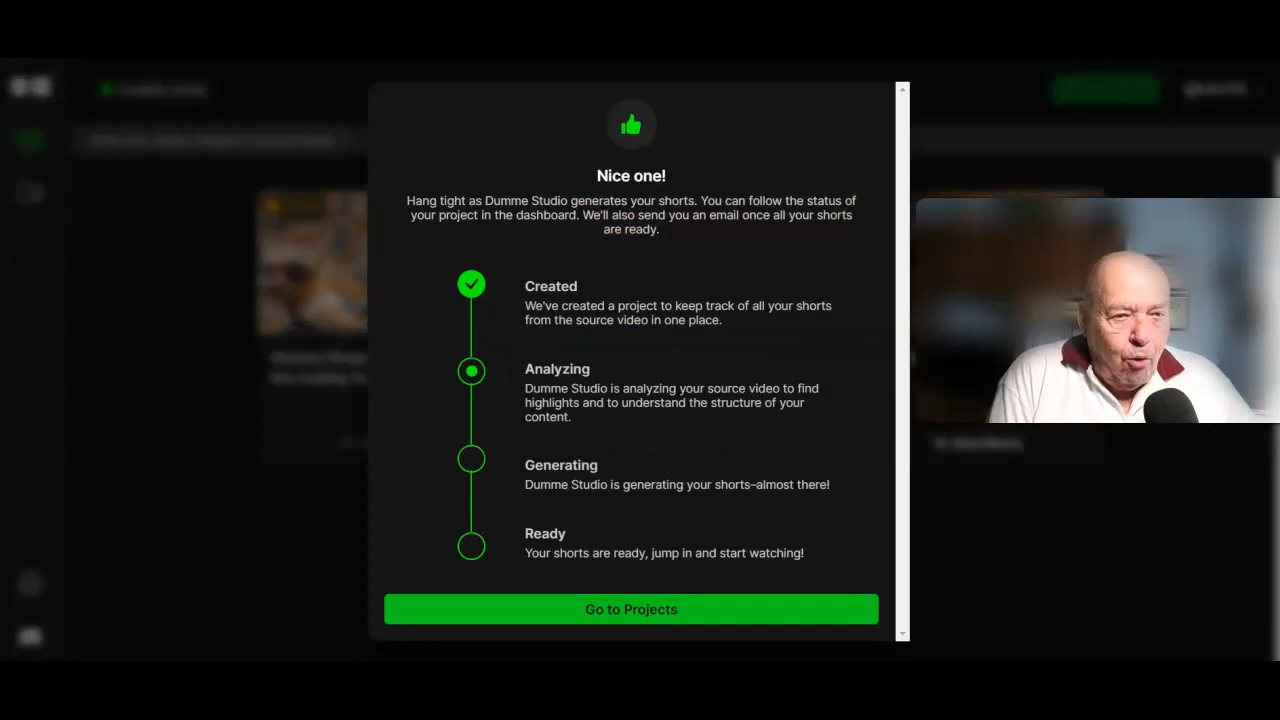 Nice one!
Hang tight as Dumme Studio generates your shorts. You can follow the status of
your project in the dashboard. We'll also send you an email once all your shorts
are ready.
Created
We've created a project to keep track of all your shorts
from the source video in one place.
Analyzing
Dumme Studio is analyzing your source video to find
highlights and to understand the structure of your
content.
Generating
Dumme Studio is generating your shorts–almost there!
Ready
Your shorts are ready, jump in and start watching!
Go to Projects